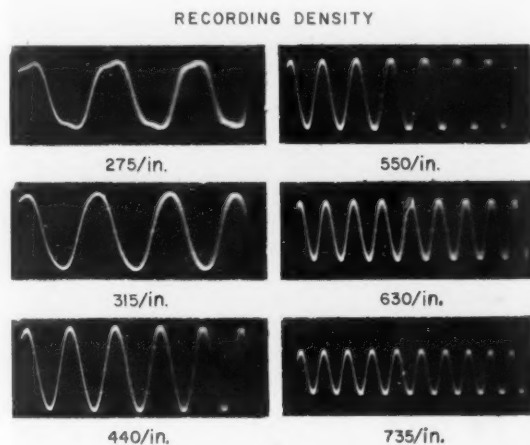 RECORDING DENSITY
275/in.
550/in.
315/in.
630/in.
440/in.
735/in.